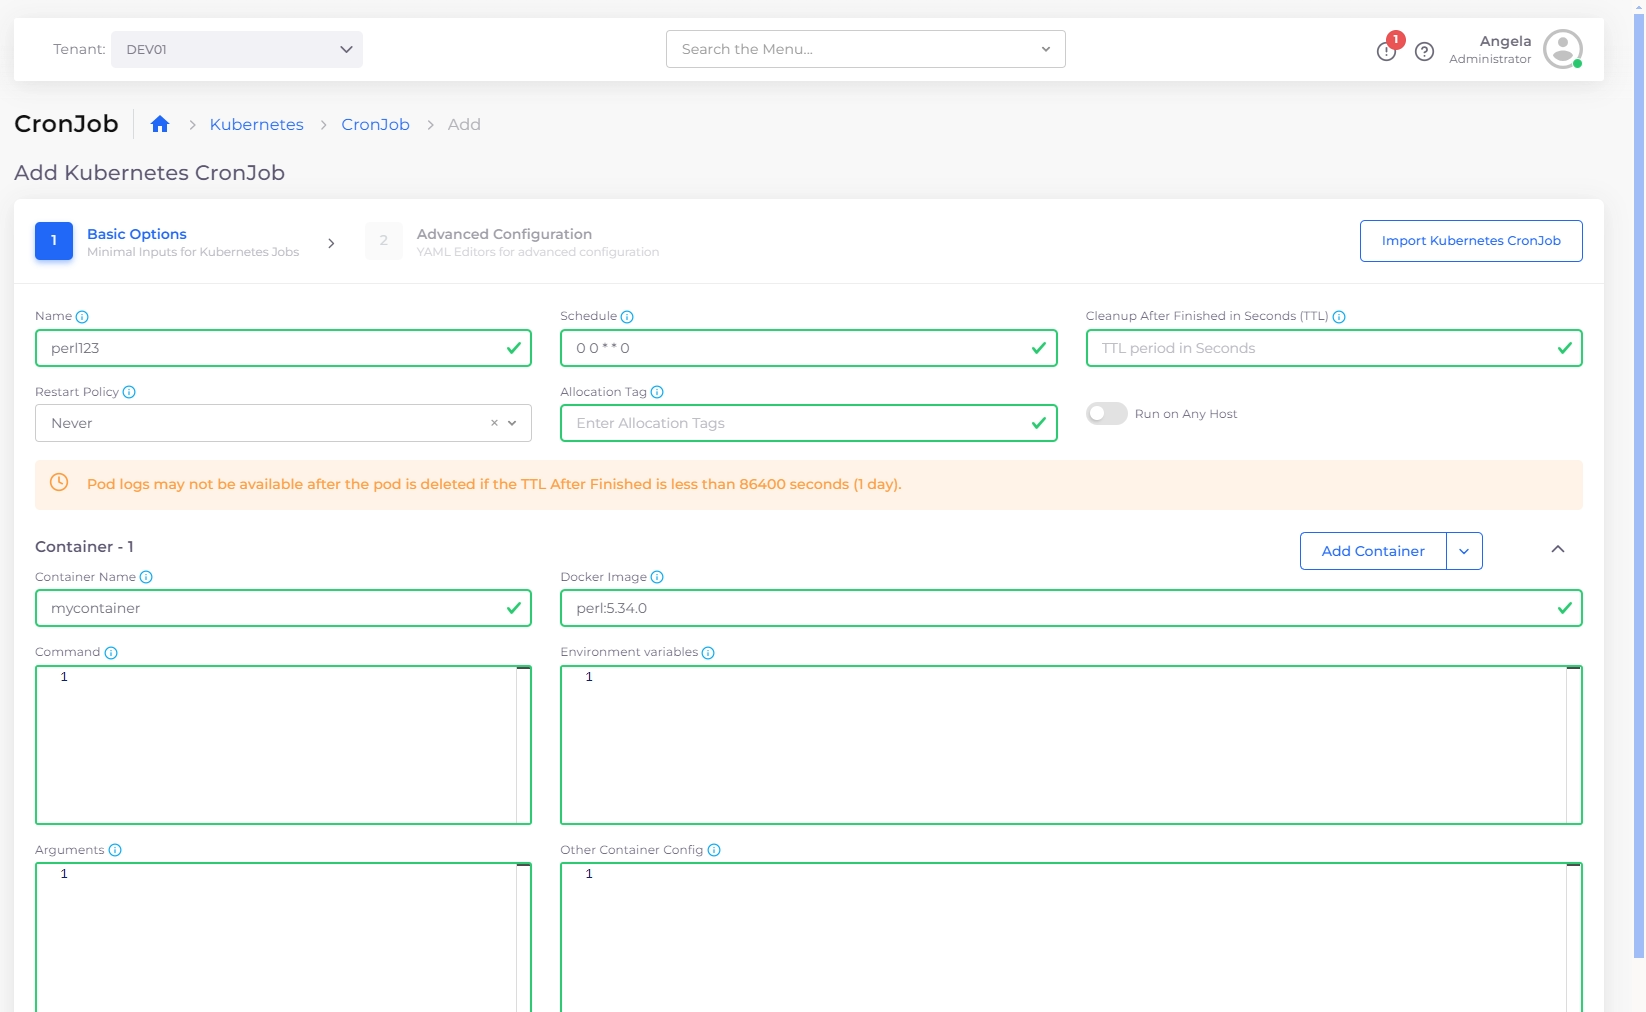 Tenant: DEV01
Search the Menu...
1
Angela
Administrator
CronJob
Kubernetes
CronJob
Add
Add Kubernetes CronJob
1
Basic Options
Minimal Inputs for Kubernetes Jobs
2
Advanced Configuration
YAML Editors for advanced configuration
Import Kubernetes CronJob
Name
perl123
Schedule
0 0 * * 0
Cleanup After Finished in Seconds (TTL)
TTL period in Seconds
Restart Policy
Never
Allocation Tag
Enter Allocation Tags
Run on Any Host
Pod logs may not be available after the pod is deleted if the TTL After Finished is less than 86400 seconds (1 day).
Container - 1
Add Container
Container Name
mycontainer
Docker Image
perl:5.34.0
Command
1
Environment variables
1
Arguments
1
Other Container Config
1